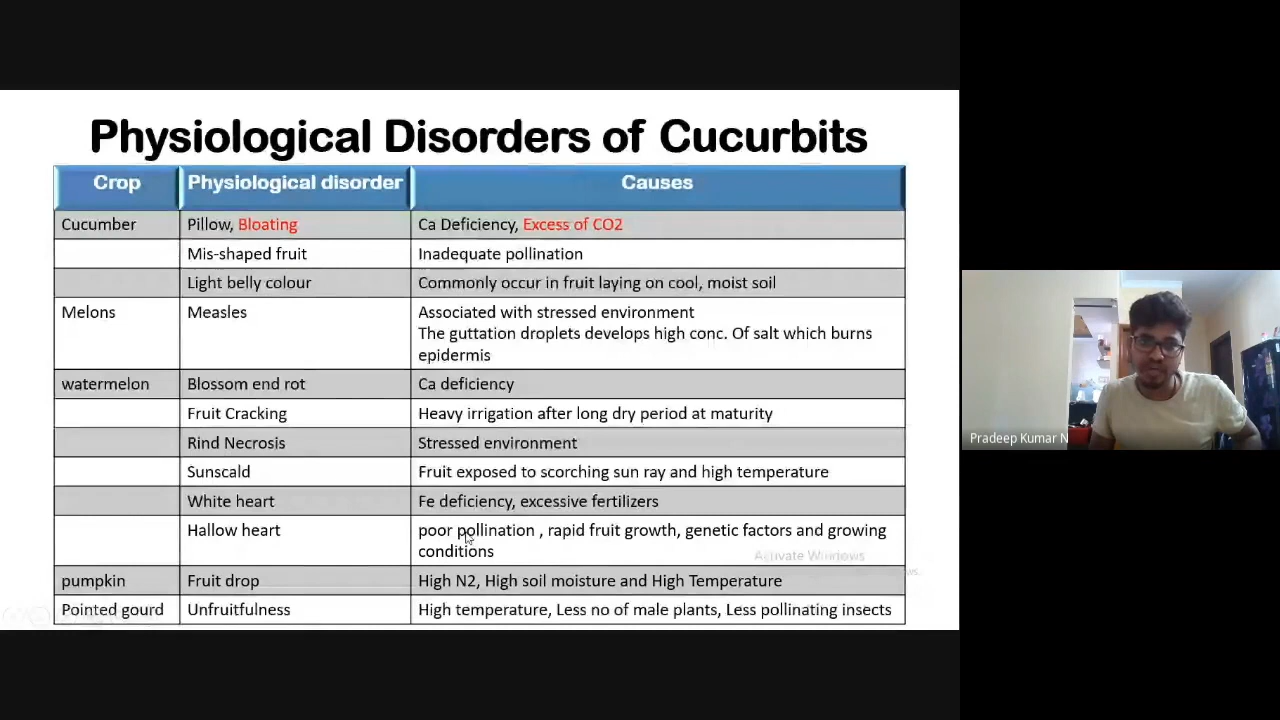 Physiological Disorders of Cucurbits
Crop Physiological disorder Causes
Cucumber Pillow, Bloating Ca Deficiency, Excess of CO2
Mis-shaped fruit Inadequate pollination
Light belly colour Commonly occur in fruit laying on cool, moist soil
Melons Measles Associated with stressed environment
The guttation droplets develops high conc. Of salt which burns
epidermis
watermelon Blossom end rot Ca deficiency
Fruit Cracking Heavy irrigation after long dry period at maturity
Rind Necrosis Stressed environment
Sunscald Fruit exposed to scorching sun ray and high temperature
White heart Fe deficiency, excessive fertilizers
Hallow heart poor pollination , rapid fruit growth, genetic factors and growing
conditions
Activate Windows
pumpkin Fruit drop High N2, High soil moisture and High Temperature
Pointed gourd Unfruitfulness High temperature, Less no of male plants, Less pollinating insects
Pradeep Kumar N